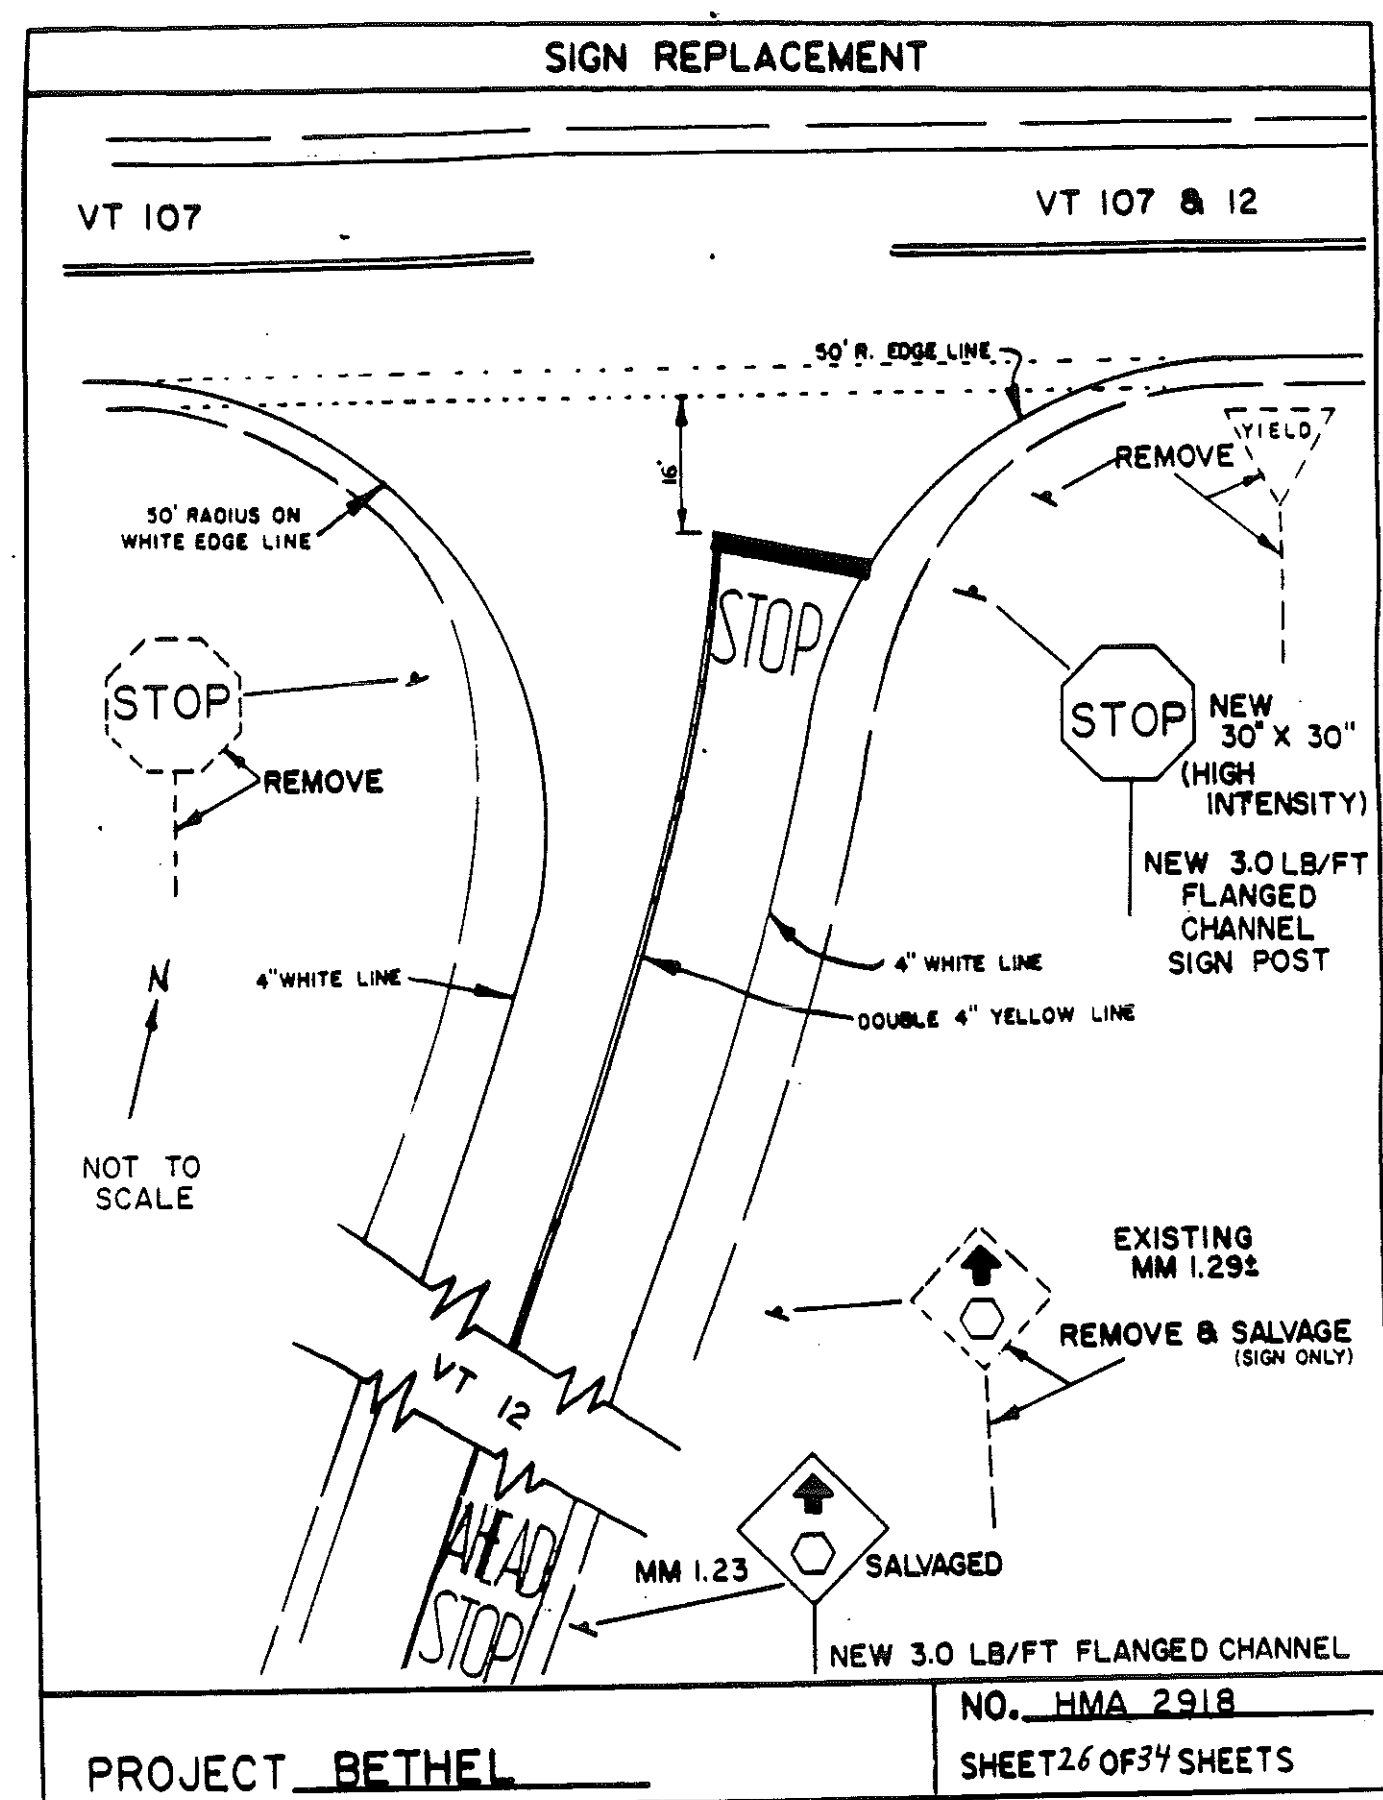 SIGN REPLACEMENT
VT 107
VT 107 & 12
50' R. EDGE LINE
YIELD
REMOVE
16'
50' RADIUS ON
WHITE EDGE LINE
STOP
STOP
REMOVE
STOP
NEW
30" X 30"
(HIGH
INTENSITY)
NEW 3.0 LB/FT
FLANGED
CHANNEL
SIGN POST
N
4" WHITE LINE
4" WHITE LINE
DOUBLE 4" YELLOW LINE
NOT TO
SCALE
EXISTING
MM 1.29±
REMOVE & SALVAGE
(SIGN ONLY)
VT 12
AHEAD
STOP
MM 1.23
SALVAGED
NEW 3.0 LB/FT FLANGED CHANNEL
PROJECT BETHEL
NO. HMA 2918
SHEET 26 OF 34 SHEETS